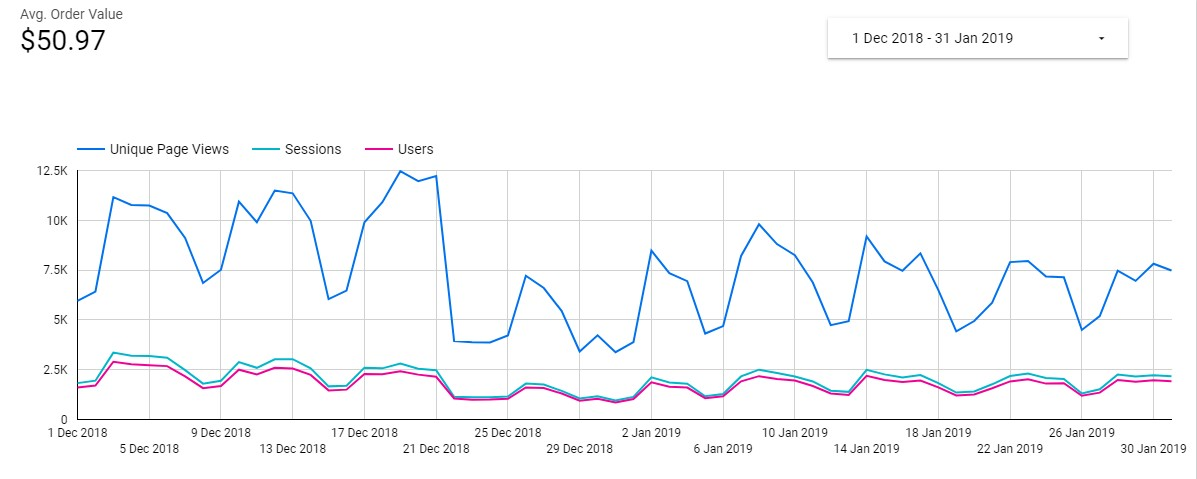 Avg. Order Value
$50.97
1 Dec 2018 - 31 Jan 2019
Unique Page Views Sessions Users
12.5K
10K
7.5K
5K
2.5K
0
1 Dec 2018 9 Dec 2018 17 Dec 2018 25 Dec 2018 2 Jan 2019 10 Jan 2019 18 Jan 2019 26 Jan 2019
5 Dec 2018 13 Dec 2018 21 Dec 2018 29 Dec 2018 6 Jan 2019 14 Jan 2019 22 Jan 2019 30 Jan 2019